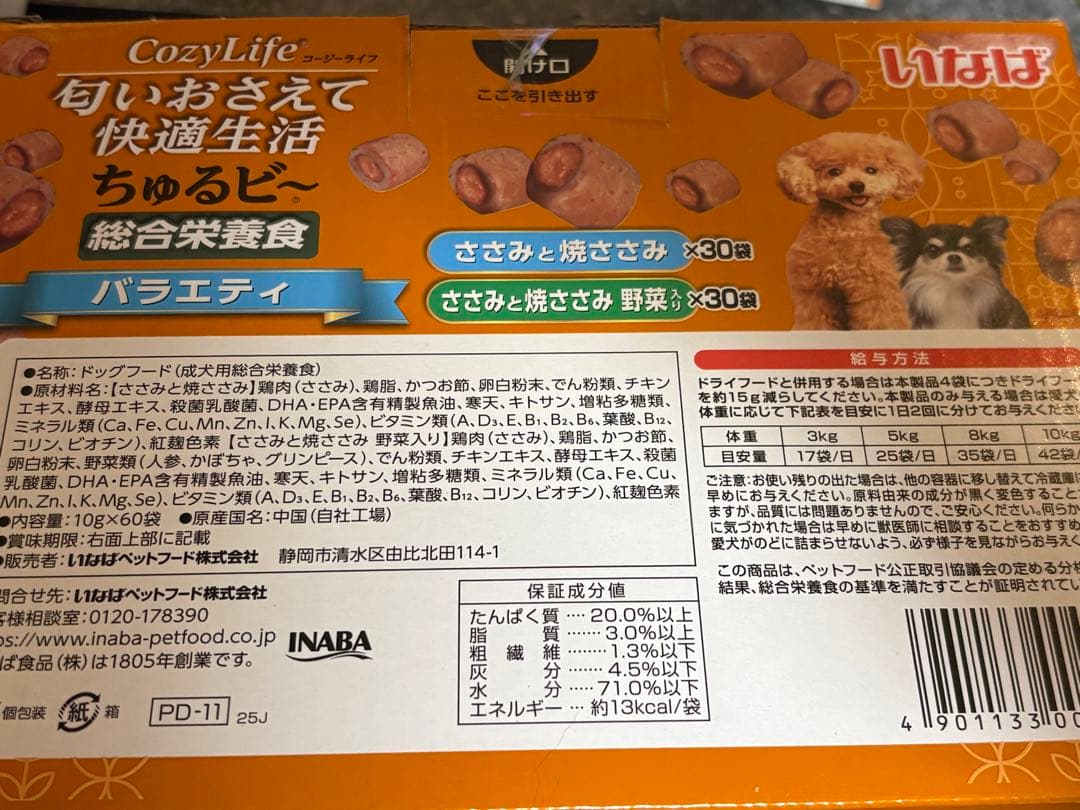 CozyLife®
コージーライフ
匂いおさえて
快適生活
ちゅるビ〜®
総合栄養食
バラエティ
開け口
ここを引き出す
いなば
ささみと焼ささみ ×30袋
ささみと焼ささみ 野菜入り ×30袋
●名称：ドッグフード（成犬用総合栄養食）
●原材料名：【ささみと焼ささみ】鶏肉（ささみ）、鶏脂、かつお節、卵白粉末、でん粉類、チキン
エキス、酵母エキス、殺菌乳酸菌、DHA・EPA含有精製魚油、寒天、キトサン、増粘多糖類、
ミネラル類（Ca、Fe、Cu、Mn、Zn、I、K、Mg、Se）、ビタミン類（A、D₃、E、B₁、B₂、B₆、葉酸、B₁₂、
コリン、ビオチン）、紅麹色素【ささみと焼ささみ 野菜入り】鶏肉（ささみ）、鶏脂、かつお節、
卵白粉末、野菜類（人参、かぼちゃ、グリンピース）、でん粉類、チキンエキス、酵母エキス、殺菌
乳酸菌、DHA・EPA含有精製魚油、寒天、キトサン、増粘多糖類、ミネラル類（Ca、Fe、Cu、
Mn、Zn、I、K、Mg、Se）、ビタミン類（A、D₃、E、B₁、B₂、B₆、葉酸、B₁₂、コリン、ビオチン）、紅麹色素
●内容量：10g×60袋 ●原産国名：中国（自社工場）
●賞味期限：右面上部に記載
●販売者：いなばペットフード株式会社 静岡市清水区由比北田114-1
問合せ先：いなばペットフード株式会社
客様相談室：0120-178390
ps://www.inaba-petfood.co.jp
ば食品（株）は1805年創業です。
INABA
個包装
紙
箱
PD-11
25J
保証成分値
たんぱく質 ‥‥ 20.0%以上
脂質 ‥‥‥ 3.0%以上
粗繊維 ‥‥‥‥ 1.3%以下
灰分 ‥‥‥ 4.5%以下
水分 ‥‥‥ 71.0%以下
エネルギー ‥‥ 約13kcal/袋
給与方法
ドライフードと併用する場合は本製品4袋につきドライフー
を約15g減らしてください。本製品のみ与える場合は愛犬
体重に応じて下記表を目安に1日2回に分けてお与えくださ
体重 3kg 5kg 8kg 10kg
目安量 17袋/日 25袋/日 35袋/日 42袋/
ご注意：お使い残りの出た場合は、他の容器に移し替えて冷蔵庫
早めにお与えください。原料由来の成分が黒く変色すること
ますが、品質には問題ありませんので、ご安心ください。何らか
に気づかれた場合は早めに獣医師に相談することをおすすめ
愛犬がのどに詰まらせないよう、必ず様子を見ながらお与えく
この商品は、ペットフード公正取引協議会の定める分析
結果、総合栄養食の基準を満たすことが証明されてい
4 901133 00